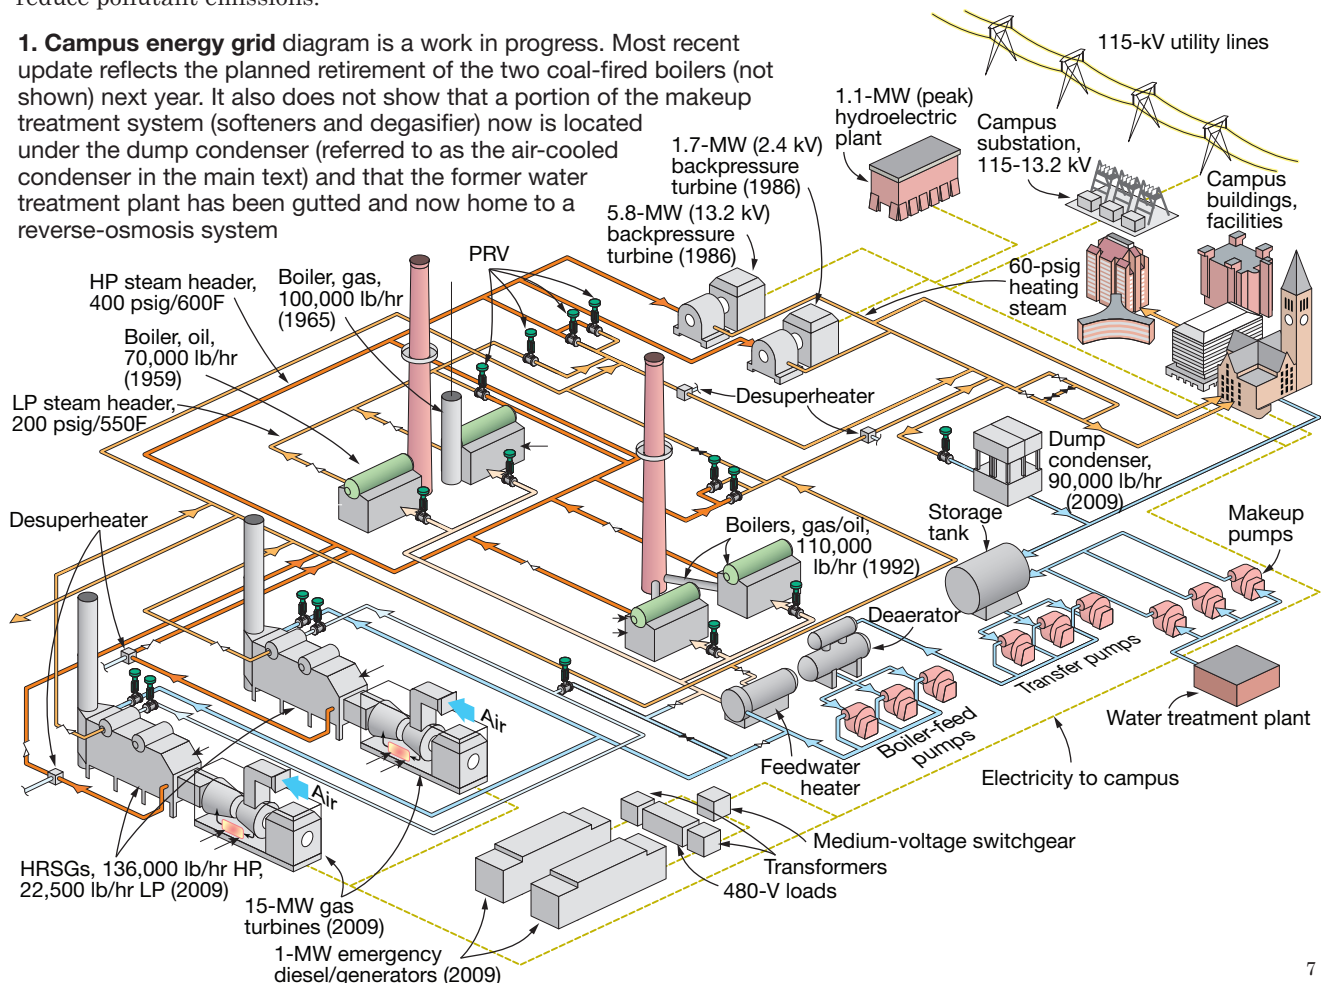 reduce pollutant emissions.
1. Campus energy grid diagram is a work in progress. Most recent
update reflects the planned retirement of the two coal-fired boilers (not
shown) next year. It also does not show that a portion of the makeup
treatment system (softeners and degasifier) now is located
under the dump condenser (referred to as the air-cooled
condenser in the main text) and that the former water
treatment plant has been gutted and now home to a
reverse-osmosis system
115-kV utility lines
1.1-MW (peak)
hydroelectric
plant
Campus
substation,
115-13.2 kV
1.7-MW (2.4 kV)
backpressure
turbine
(1986)
Campus
buildings,
facilities
5.8-MW (13.2 kV)
backpressure
turbine (1986)
PRV
HP steam header,
400 psig/600F
Boiler, gas,
100,000 lb/hr
(1965)
60-psig
heating
steam
Boiler, oil,
70,000 lb/hr
(1959)
LP steam header,
200 psig/550F
Desuperheater
Dump
condenser,
90,000 lb/hr
(2009)
Desuperheater
Storage
tank
Makeup
pumps
Boilers, gas/oil,
110,000
lb/hr (1992)
Deaerator
Transfer pumps
Water treatment plant
Air
Boiler-feed
pumps
Feedwater
heater
Electricity to campus
Air
Medium-voltage switchgear
Transformers
480-V loads
HRSGs, 136,000 lb/hr HP,
22,500 lb/hr LP (2009)
15-MW gas
turbines (2009)
1-MW emergency
diesel/generators (2009)
7